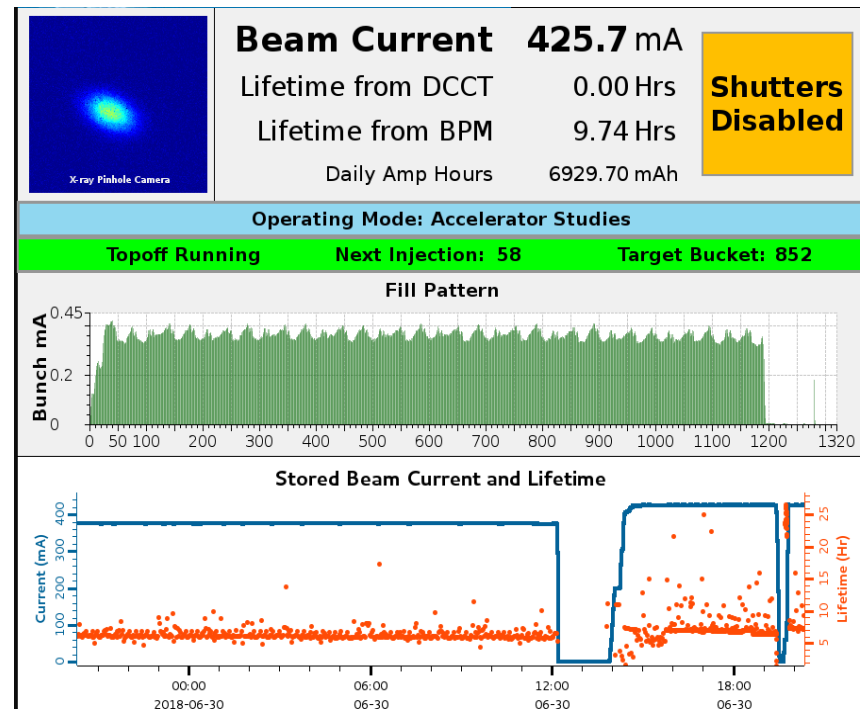 Beam Current 425.7 mA
Lifetime from DCCT 0.00 Hrs
Lifetime from BPM 9.74 Hrs
Daily Amp Hours 6929.70 mAh
Shutters
Disabled
X-ray Pinhole Camera
Operating Mode: Accelerator Studies
Topoff Running Next Injection: 58 Target Bucket: 852
Fill Pattern
Bunch mA
0.45
0.2
0
0 50 100 200 300 400 500 600 700 800 900 1000 1100 1200 1320
Stored Beam Current and Lifetime
Current (mA)
400
300
200
100
0
Lifetime (Hr)
25
20
15
10
5
00:00 06:00 12:00 18:00
2018-06-30 06-30 06-30 06-30